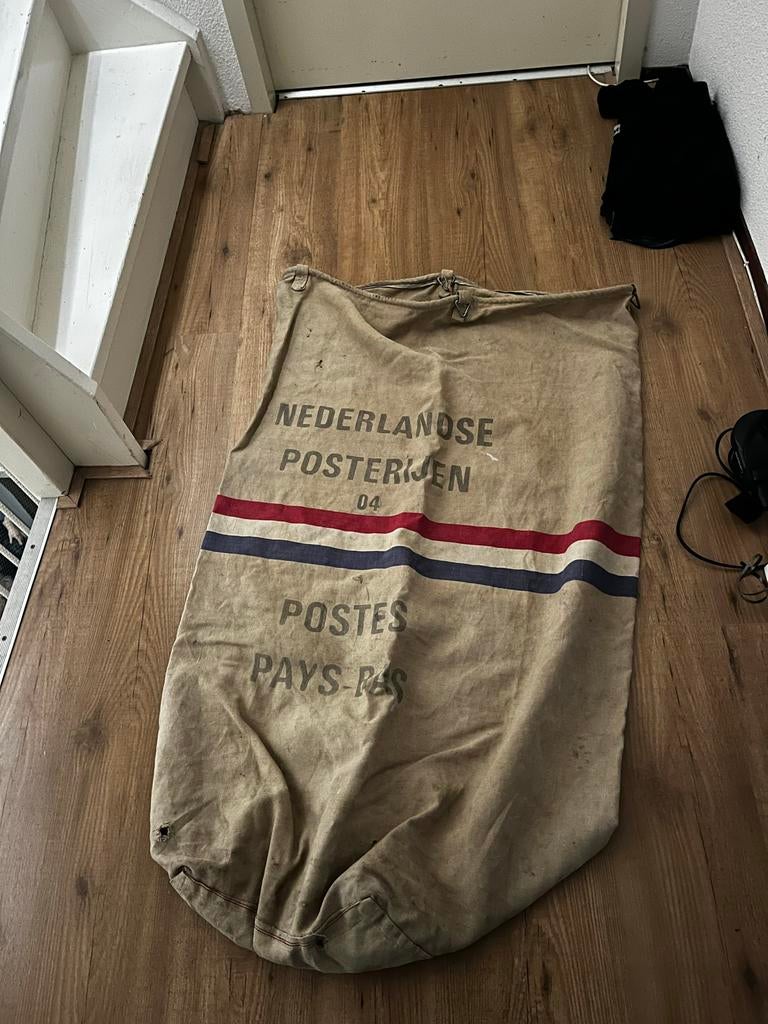 NEDERLANDSE
POSTERIJEN
04
POSTES
PAYS-BAS